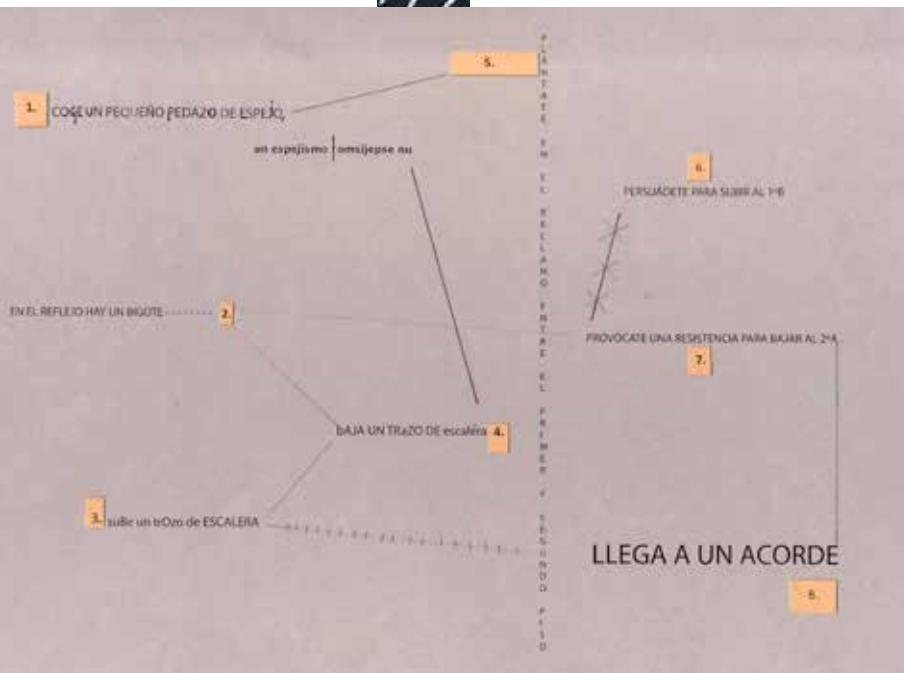 1. COGE UN PEQUEÑO PEDAZO DE ESPEJO,
un espejismo | omsijepse nu
EN EL REFLEJO HAY UN BIGOTE -------- 2.
3. suBe un trOzo de ESCALERA
bAJA UN TRaZO DE escalera 4.
5.
PLÁNTATE EN EL RELLANO ENTRE EL PRIMER Y SEGUNDO PISO
6.
PERSUÁDETE PARA SUBIR AL 1ºB
PROVÓCATE UNA RESISTENCIA PARA BAJAR AL 2ºA
7.
LLEGA A UN ACORDE
8.